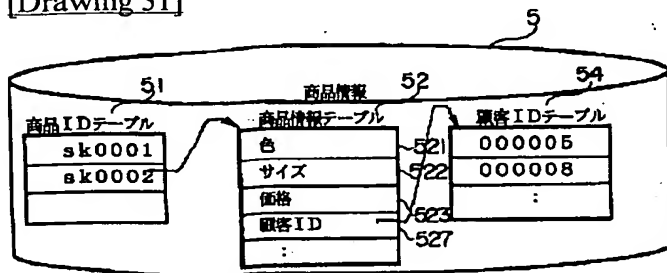 [Drawing 31]
5
商品情報
51
52
54
商品IDテーブル
商品情報テーブル
顧客IDテーブル
sk0001
sk0002
色
サイズ
価格
顧客ID
:
521
522
523
527
000005
000008
: